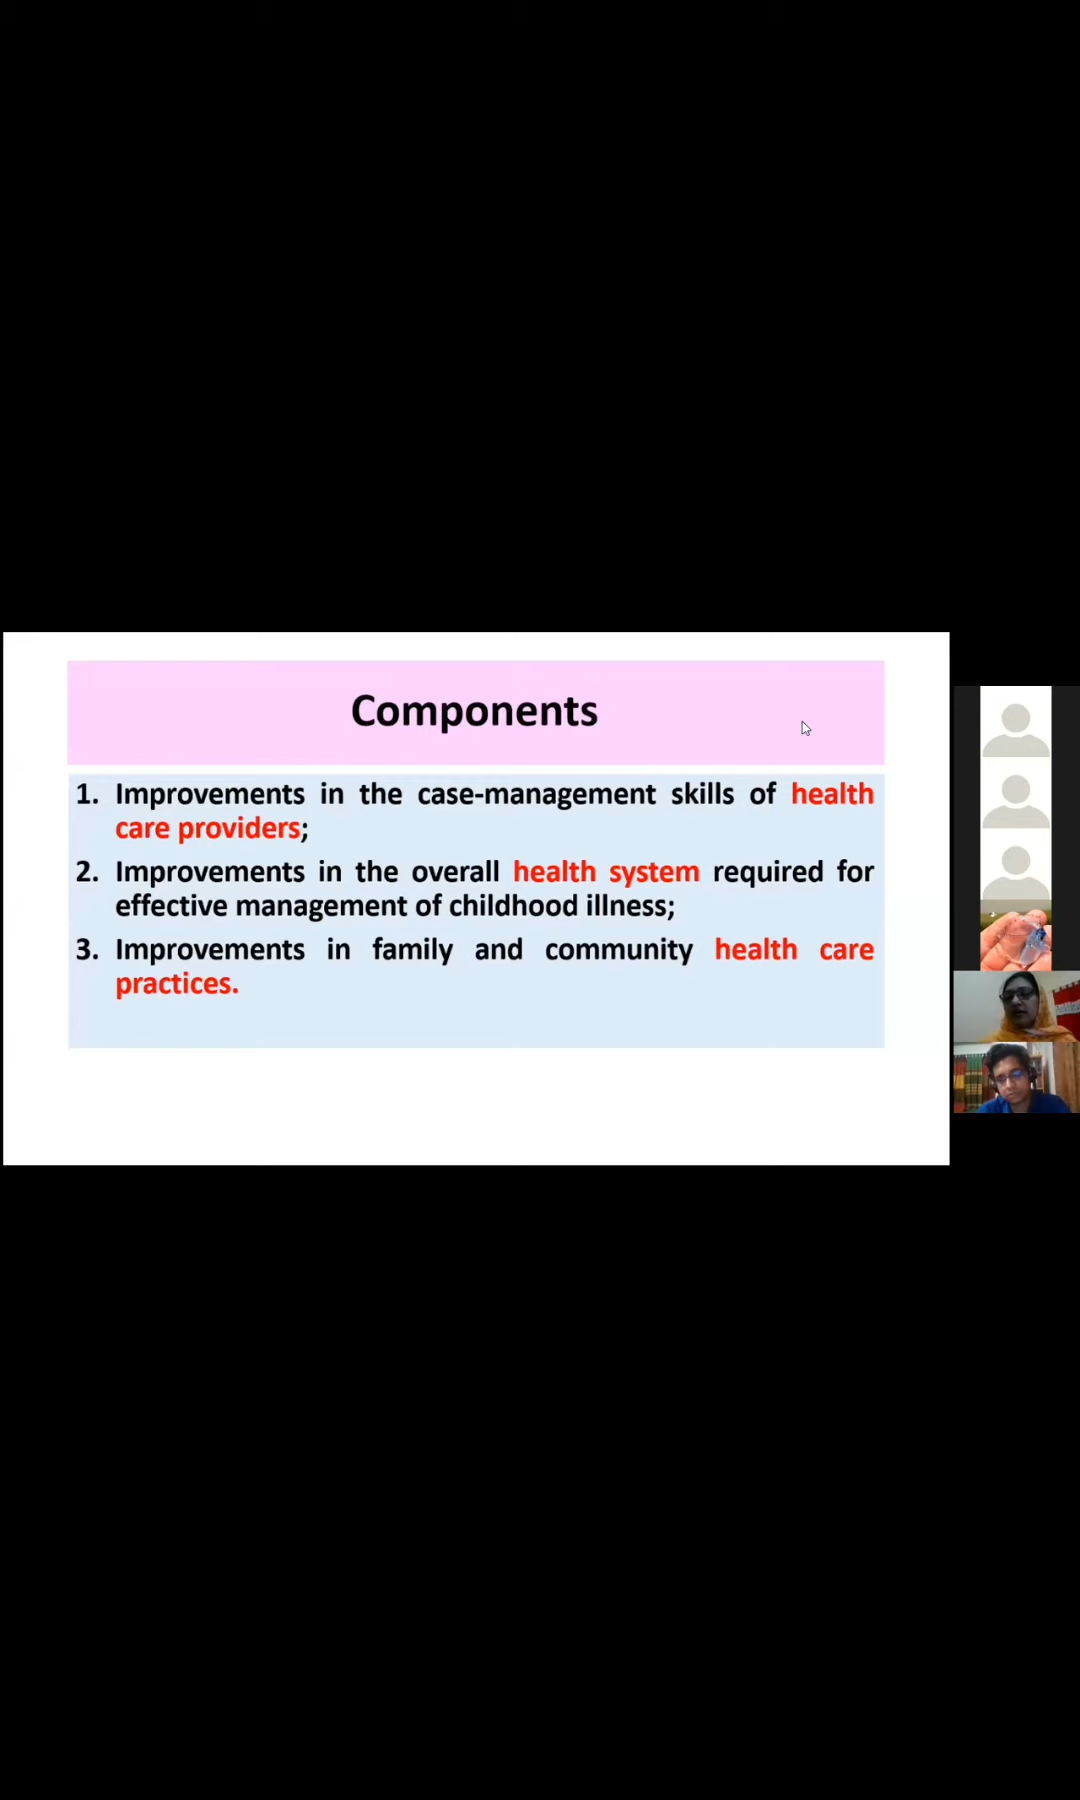 Components
1. Improvements in the case-management skills of health
care providers;
2. Improvements in the overall health system required for
effective management of childhood illness;
3. Improvements in family and community health care
practices.